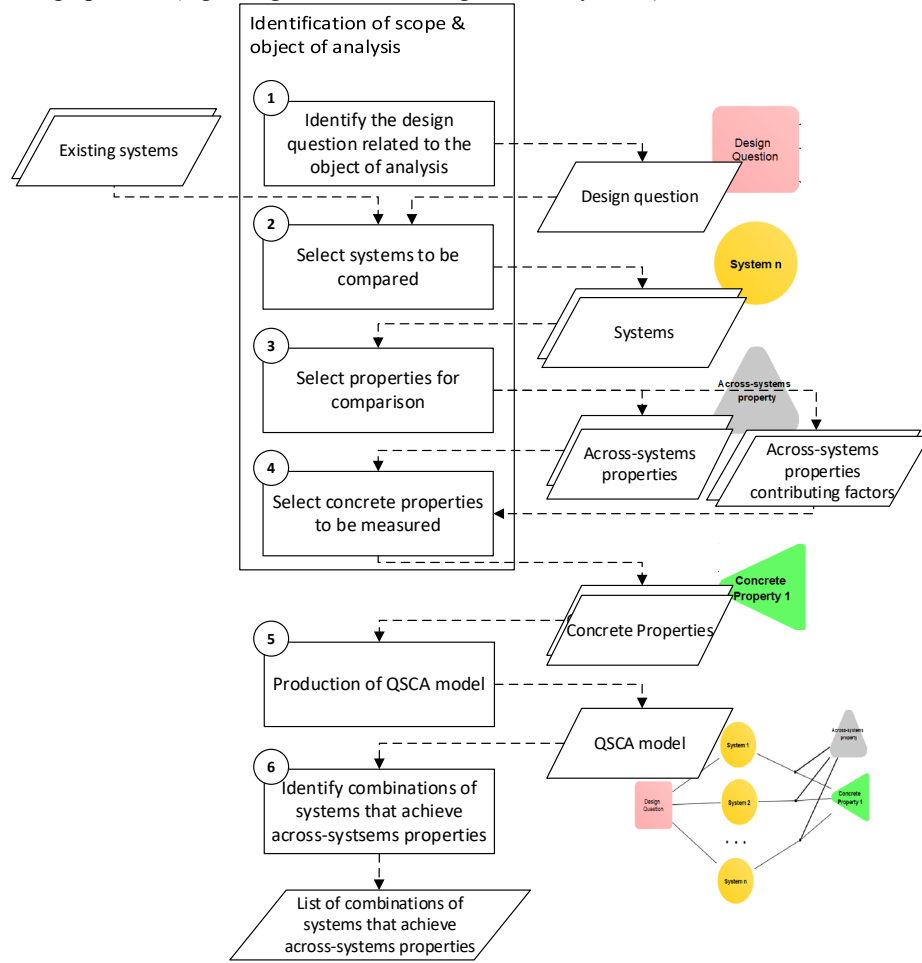 Identification of scope &
object of analysis
1
Identify the design
question related to the
object of analysis
Existing systems
Design
Question
Design question
2
Select systems to be
compared
System n
Systems
3
Select properties for
comparison
Across-systems
property
Across-systems
properties
Across-systems
properties
contributing factors
4
Select concrete properties
to be measured
Concrete
Property 1
Concrete Properties
5
Production of QSCA model
QSCA model
6
Identify combinations of
systems that achieve
across-systsems properties
List of combinations of
systems that achieve
across-systems properties
System 1
Across-systems
property
Design
Question
System 2
Concrete
Property 1
. . .
System n